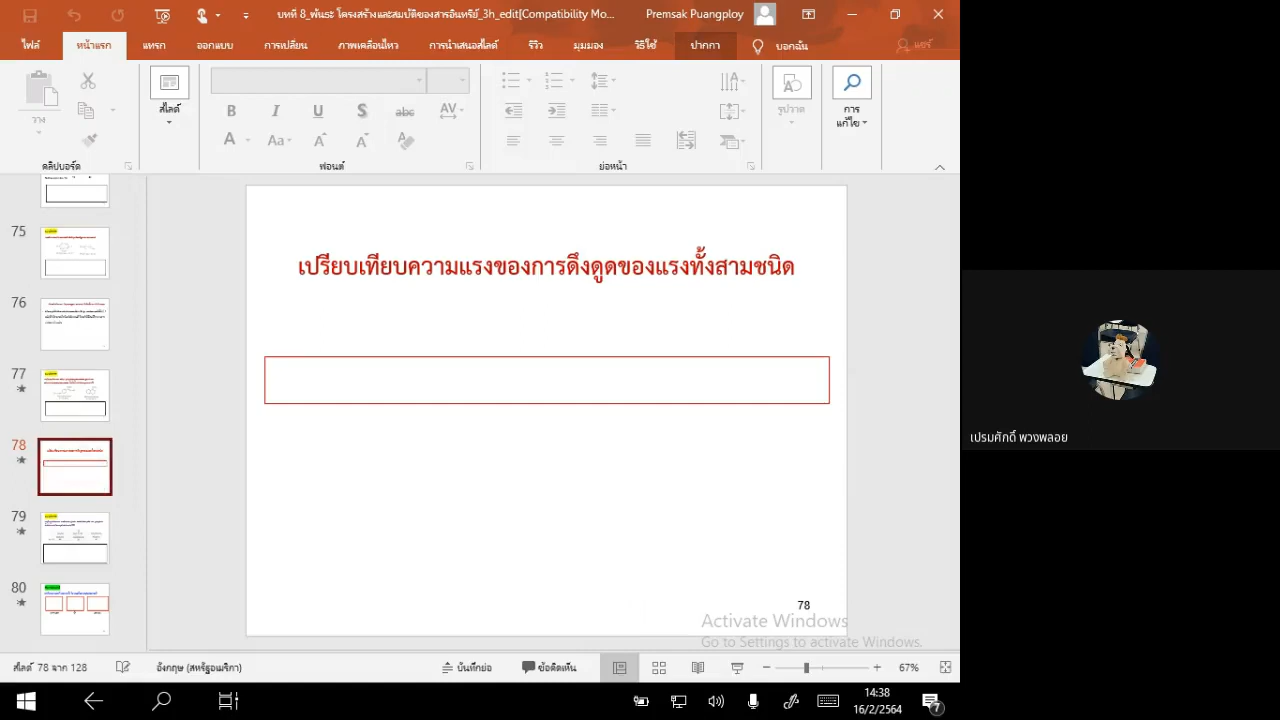 บทที่ 8_พันธะ โครงสร้างและสมบัติของสารอินทรีย์_3h_edit[Compatibility Mo...
Premsak Puangploy
ไฟล์
หน้าแรก
แทรก
ออกแบบ
การเปลี่ยน
ภาพเคลื่อนไหว
การนำเสนอสไลด์
รีวิว
มุมมอง
วิธีใช้
ปากกา
บอกฉัน
แชร์
วาง
สไลด์
รูปวาด
การ
แก้ไข
คลิปบอร์ด
ฟอนต์
ย่อหน้า
75
76
77
78
79
80
เปรียบเทียบความแรงของการดึงดูดของแรงทั้งสามชนิด
78
Activate Windows
Go to Settings to activate Windows.
เปรมศักดิ์ พวงพลอย
สไลด์ 78 จาก 128
อังกฤษ (สหรัฐอเมริกา)
บันทึกย่อ
ข้อคิดเห็น
67%
14:38
16/2/2564
7